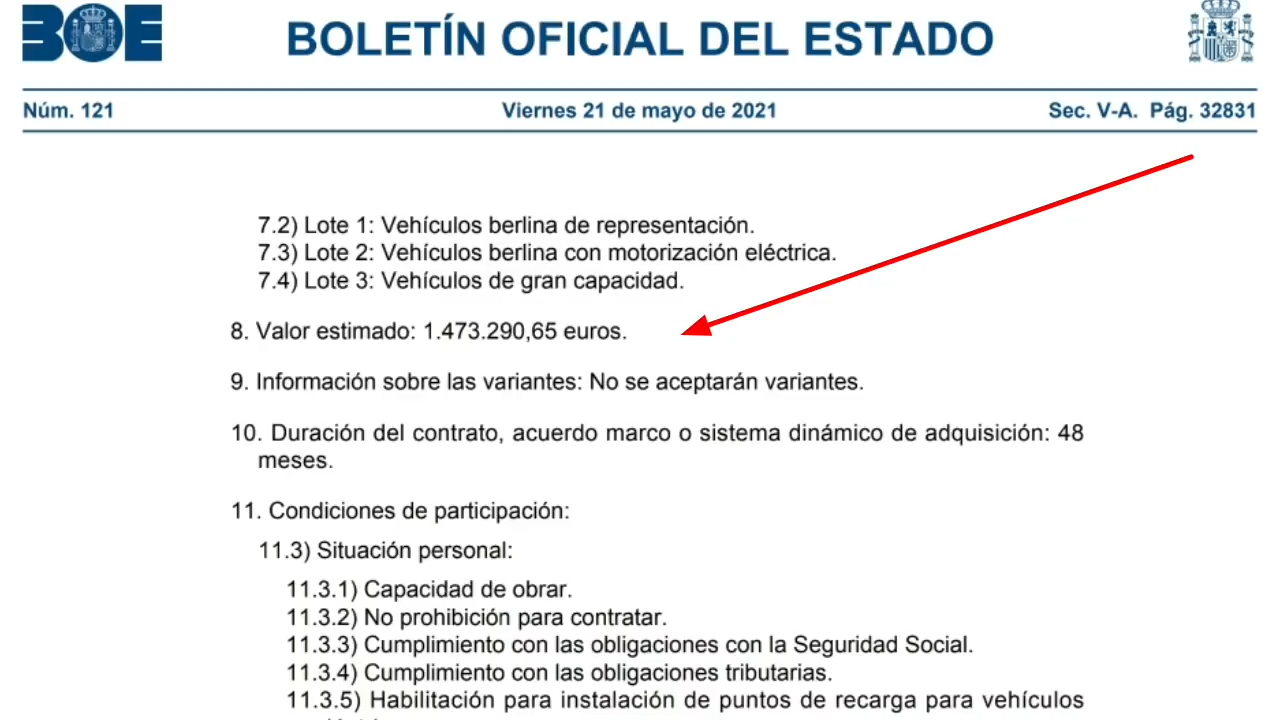 BOE
BOLETÍN OFICIAL DEL ESTADO
Núm. 121
Viernes 21 de mayo de 2021
Sec. V-A. Pág. 32831
7.2) Lote 1: Vehículos berlina de representación.
7.3) Lote 2: Vehículos berlina con motorización eléctrica.
7.4) Lote 3: Vehículos de gran capacidad.
8. Valor estimado: 1.473.290,65 euros.
9. Información sobre las variantes: No se aceptarán variantes.
10. Duración del contrato, acuerdo marco o sistema dinámico de adquisición: 48
meses.
11. Condiciones de participación:
11.3) Situación personal:
11.3.1) Capacidad de obrar.
11.3.2) No prohibición para contratar.
11.3.3) Cumplimiento con las obligaciones con la Seguridad Social.
11.3.4) Cumplimiento con las obligaciones tributarias.
11.3.5) Habilitación para instalación de puntos de recarga para vehículos